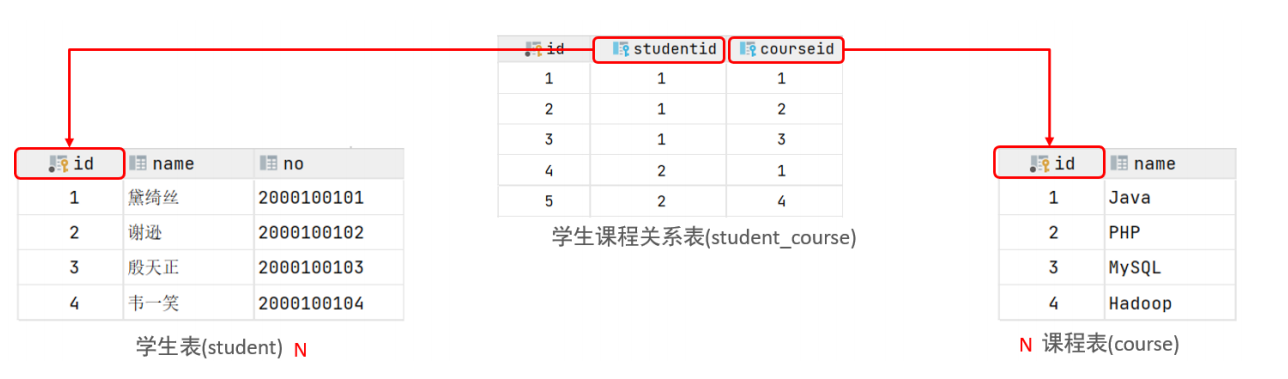 id studentid courseid
1 1 1
2 1 2
3 1 3
4 2 1
5 2 4
学生课程关系表(student_course)
id name no
1 黛绮丝 2000100101
2 谢逊 2000100102
3 殷天正 2000100103
4 韦一笑 2000100104
学生表(student) N
id name
1 Java
2 PHP
3 MySQL
4 Hadoop
N 课程表(course)